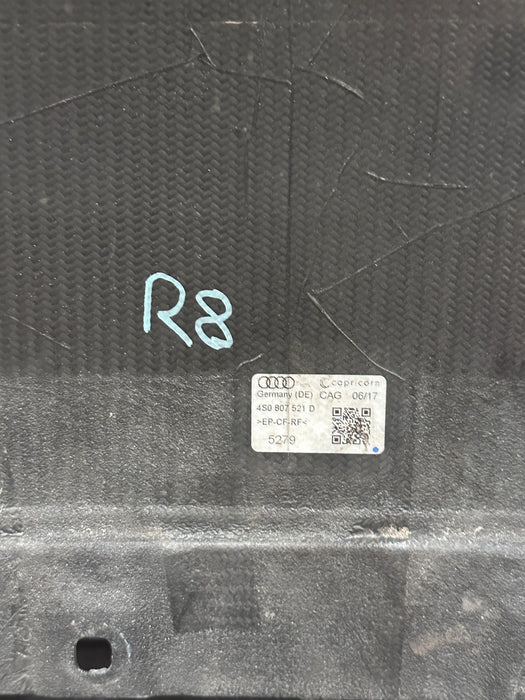 R8
capricorn
Germany (DE) CAG 06/17
4S0 807 521 D
>EP-CF-RF<
5279